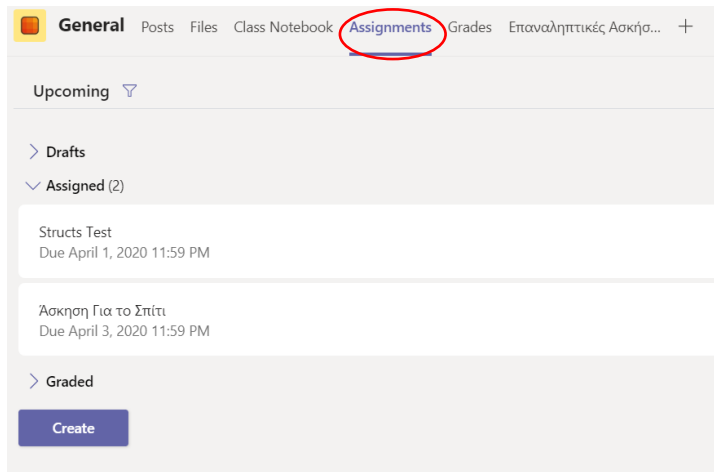 General Posts Files Class Notebook Assignments Grades Επαναληπτικές Ασκήσ... +
Upcoming
Drafts
Assigned (2)
Structs Test
Due April 1, 2020 11:59 PM
Άσκηση Για το Σπίτι
Due April 3, 2020 11:59 PM
Graded
Create